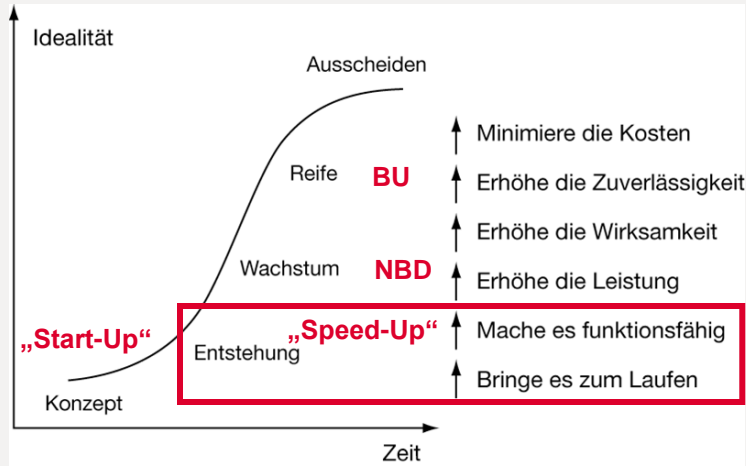 Idealität
Ausscheiden
Minimiere die Kosten
Reife BU Erhöhe die Zuverlässigkeit
Erhöhe die Wirksamkeit
Wachstum NBD Erhöhe die Leistung
„Start-Up“ „Speed-Up“ Mache es funktionsfähig
Entstehung
Bringe es zum Laufen
Konzept
Zeit